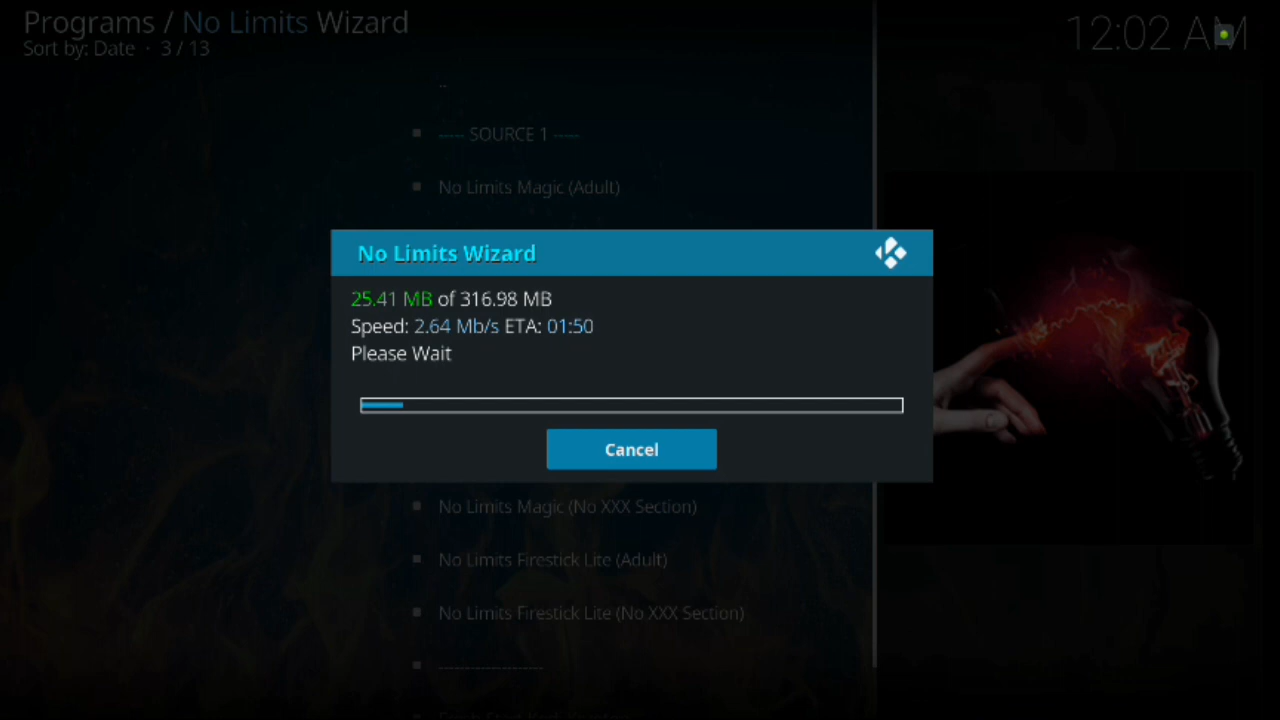 Programs / No Limits Wizard
Sort by: Date · 3 / 13
12:02 AM
..
----- SOURCE 1 -----
No Limits Magic (Adult)
No Limits Wizard
25.41 MB of 316.98 MB
Speed: 2.64 Mb/s ETA: 01:50
Please Wait
Cancel
No Limits Magic (No XXX Section)
No Limits Firestick Lite (Adult)
No Limits Firestick Lite (No XXX Section)
--------------------